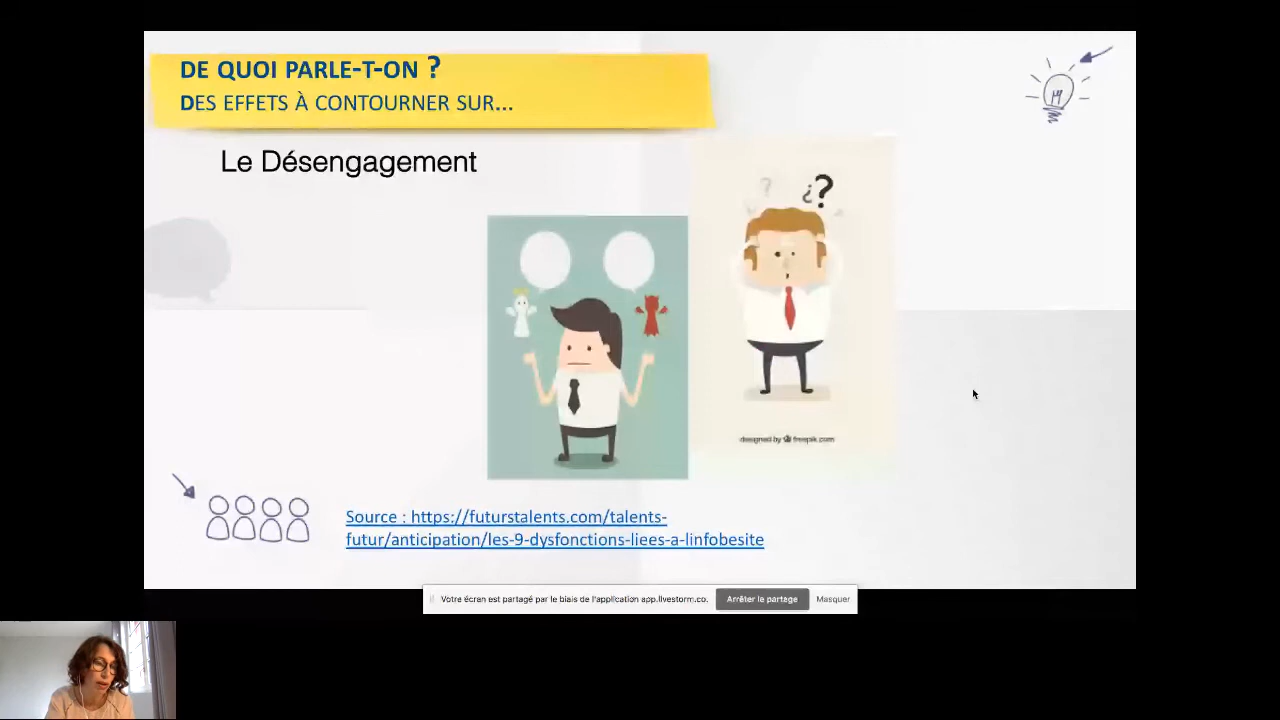 DE QUOI PARLE-T-ON ?
DES EFFETS À CONTOURNER SUR...
Le Désengagement
? ¿?
designed by freepik.com
Source : https://futurstalents.com/talents-
futur/anticipation/les-9-dysfonctions-liees-a-linfobesite
Votre écran est partagé par le biais de l'application app.livestorm.co. Arrêter le partage Masquer